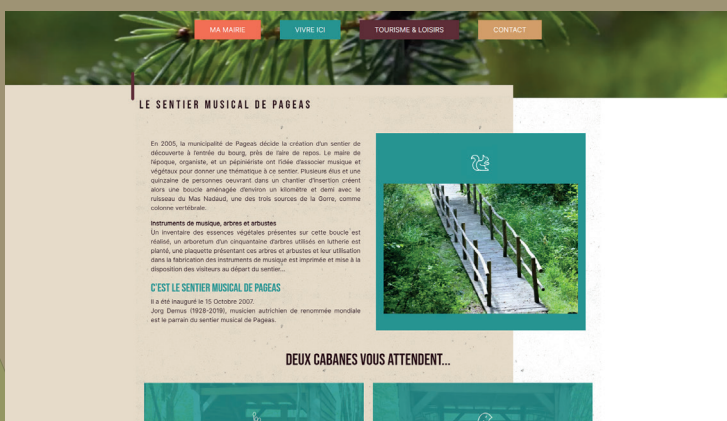 MA MAIRIE
VIVRE ICI
TOURISME & LOISIRS
CONTACT
LE SENTIER MUSICAL DE PAGEAS
En 2005, la municipalité de Pageas décide la création d'un sentier de
découverte à l'entrée du bourg, près de l'aire de repos. Le maire de
l'époque, organiste, et un pépiniériste ont l'idée d'associer musique et
végétaux pour donner une thématique à ce sentier. Plusieurs élus et une
quinzaine de personnes oeuvrant dans un chantier d'insertion créent
alors une boucle aménagée d'environ un kilomètre et demi avec le
ruisseau du Mas Nadaud, une des trois sources de la Gorre, comme
colonne vertébrale.
Instruments de musique, arbres et arbustes
Un inventaire des essences végétales présentes sur cette boucle est
réalisé, un arboretum d'un cinquantaine d'arbres utilisés en lutherie est
planté, une plaquette présentant ces arbres et arbustes et leur utilisation
dans la fabrication des instruments de musique est imprimée et mise à la
disposition des visiteurs au départ du sentier...
C'EST LE SENTIER MUSICAL DE PAGEAS
Il a été inauguré le 15 Octobre 2007.
Jorg Demus (1928-2019), musicien autrichien de renommée mondiale
est le parrain du sentier musical de Pageas.
DEUX CABANES VOUS ATTENDENT...